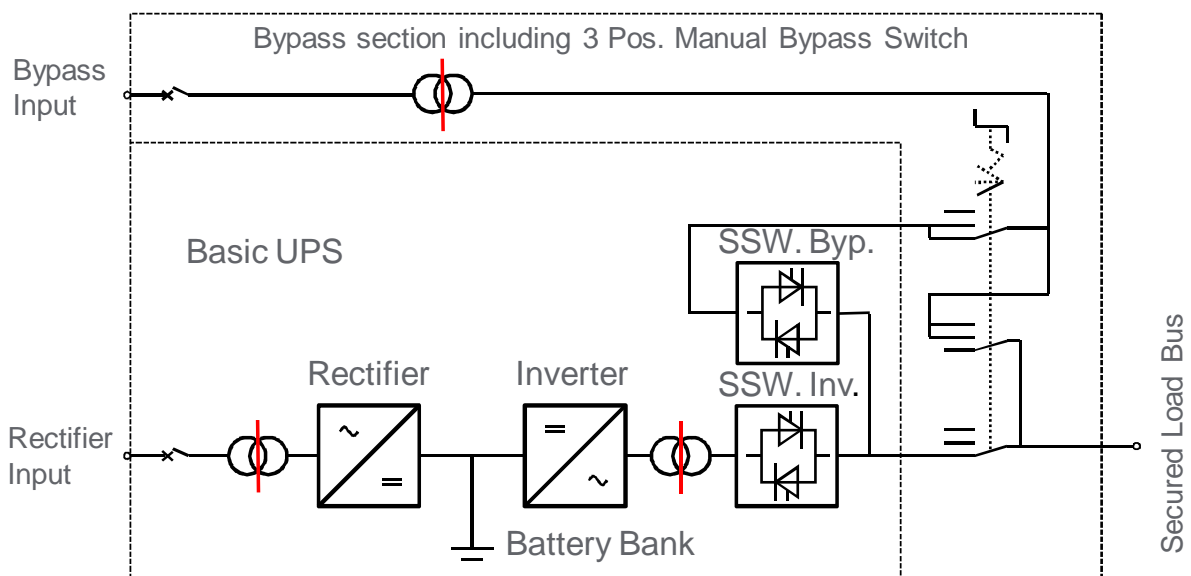 Bypass section including 3 Pos. Manual Bypass Switch
Bypass
Input
Basic UPS
SSW. Byp.
Rectifier
Inverter
SSW. Inv.
Rectifier
Input
Battery Bank
Secured Load Bus